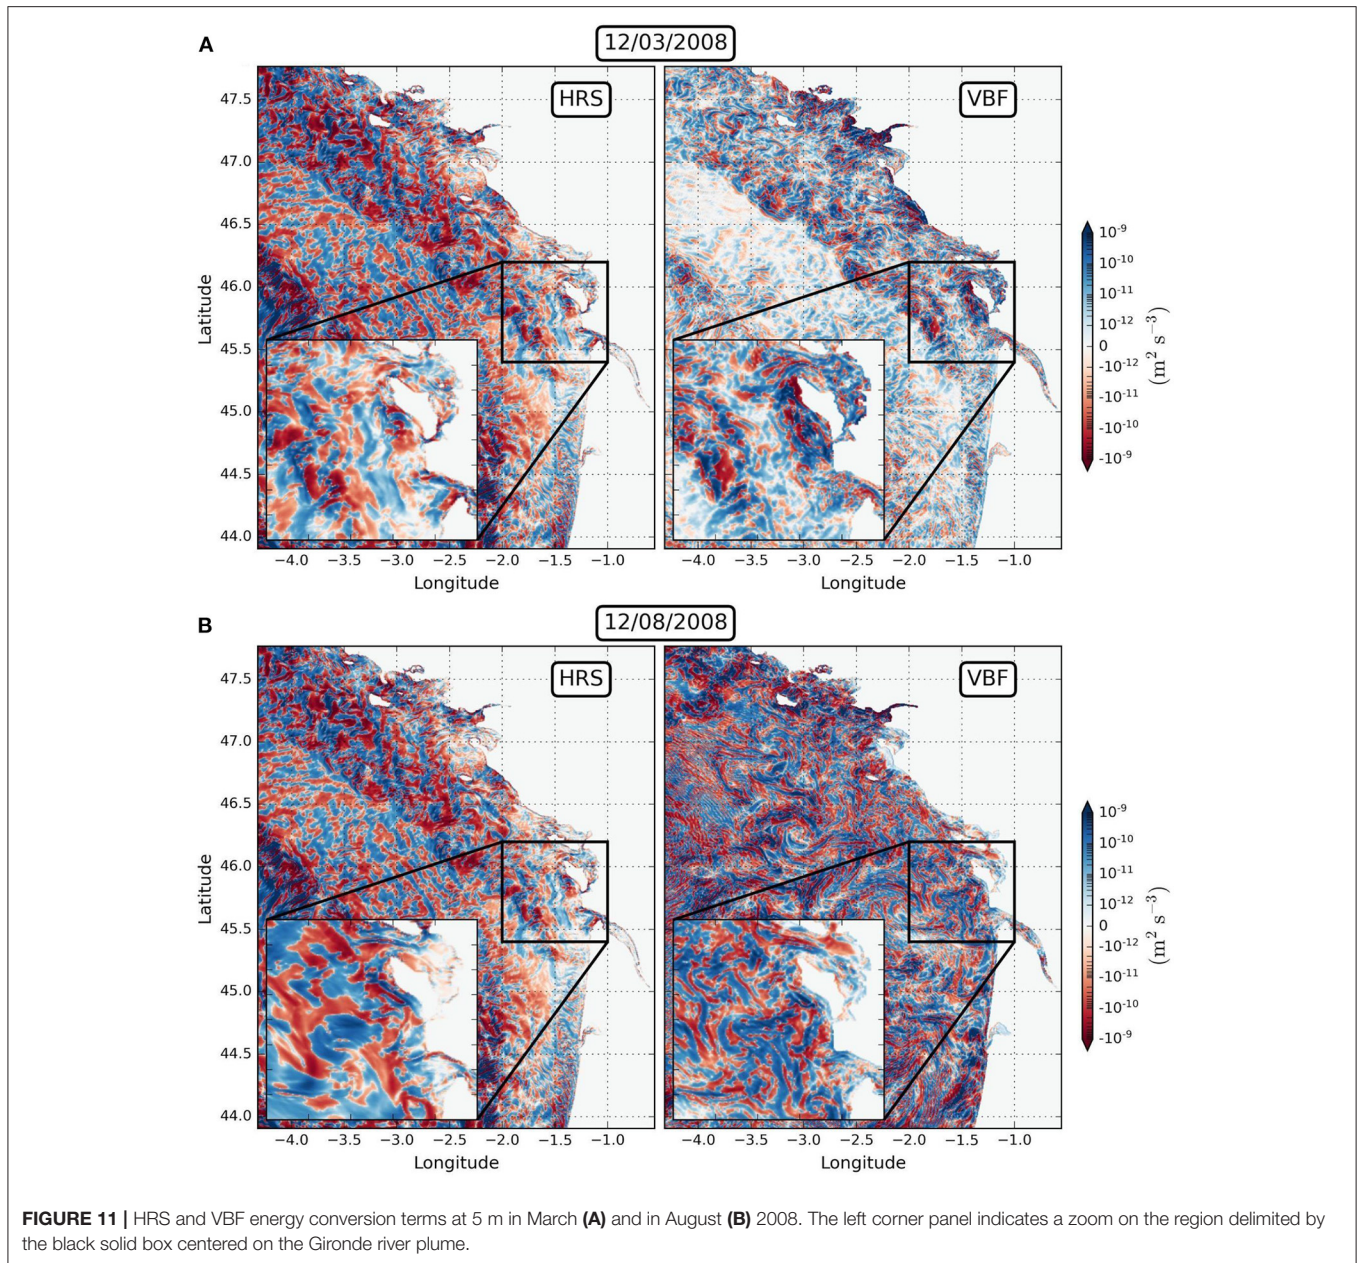 A
12/03/2008
HRS
VBF
47.5
47.0
46.5
46.0
45.5
45.0
44.5
44.0
Latitude
−4.0 −3.5 −3.0 −2.5 −2.0 −1.5 −1.0
Longitude
−4.0 −3.5 −3.0 −2.5 −2.0 −1.5 −1.0
Longitude
10⁻⁹
10⁻¹⁰
10⁻¹¹
10⁻¹²
0
-10⁻¹²
-10⁻¹¹
-10⁻¹⁰
-10⁻⁹
(m² s⁻³)
B
12/08/2008
HRS
VBF
47.5
47.0
46.5
46.0
45.5
45.0
44.5
44.0
Latitude
−4.0 −3.5 −3.0 −2.5 −2.0 −1.5 −1.0
Longitude
−4.0 −3.5 −3.0 −2.5 −2.0 −1.5 −1.0
Longitude
10⁻⁹
10⁻¹⁰
10⁻¹¹
10⁻¹²
0
-10⁻¹²
-10⁻¹¹
-10⁻¹⁰
-10⁻⁹
(m² s⁻³)
FIGURE 11 | HRS and VBF energy conversion terms at 5 m in March (A) and in August (B) 2008. The left corner panel indicates a zoom on the region delimited by
the black solid box centered on the Gironde river plume.